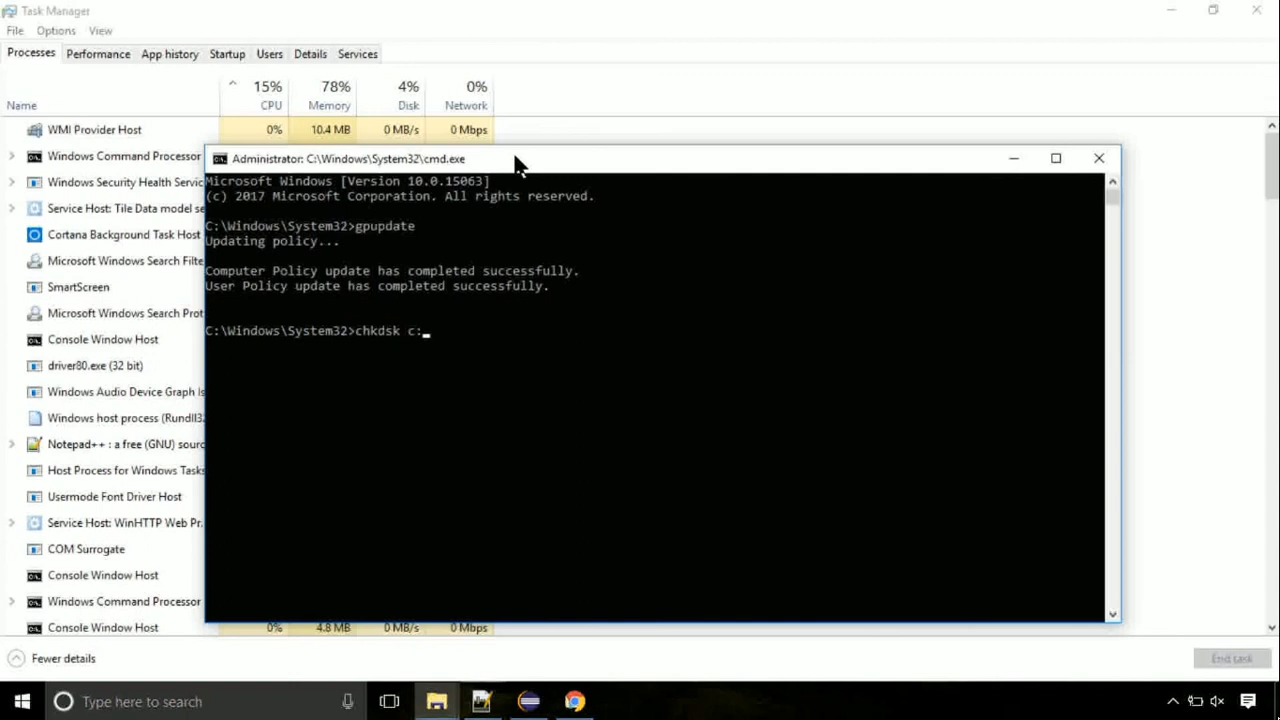 Task Manager
File Options View
Processes Performance App history Startup Users Details Services
15% 78% 4% 0%
Name CPU Memory Disk Network
WMI Provider Host 0% 10.4 MB 0 MB/s 0 Mbps
Windows Command Processor
Windows Security Health Servic
Service Host: Tile Data model se
Cortana Background Task Host
Microsoft Windows Search Filte
SmartScreen
Microsoft Windows Search Prot
Console Window Host
driver80.exe (32 bit)
Windows Audio Device Graph Is
Windows host process (Rundll32
Notepad++ : a free (GNU) sourc
Host Process for Windows Tasks
Usermode Font Driver Host
Service Host: WinHTTP Web Pr.
COM Surrogate
Console Window Host
Windows Command Processor
Console Window Host 0% 4.8 MB 0 MB/s 0 Mbps
Administrator: C:\Windows\System32\cmd.exe
Microsoft Windows [Version 10.0.15063]
(c) 2017 Microsoft Corporation. All rights reserved.
C:\Windows\System32>gpupdate
Updating policy...
Computer Policy update has completed successfully.
User Policy update has completed successfully.
C:\Windows\System32>chkdsk c:
Fewer details
End task
Type here to search